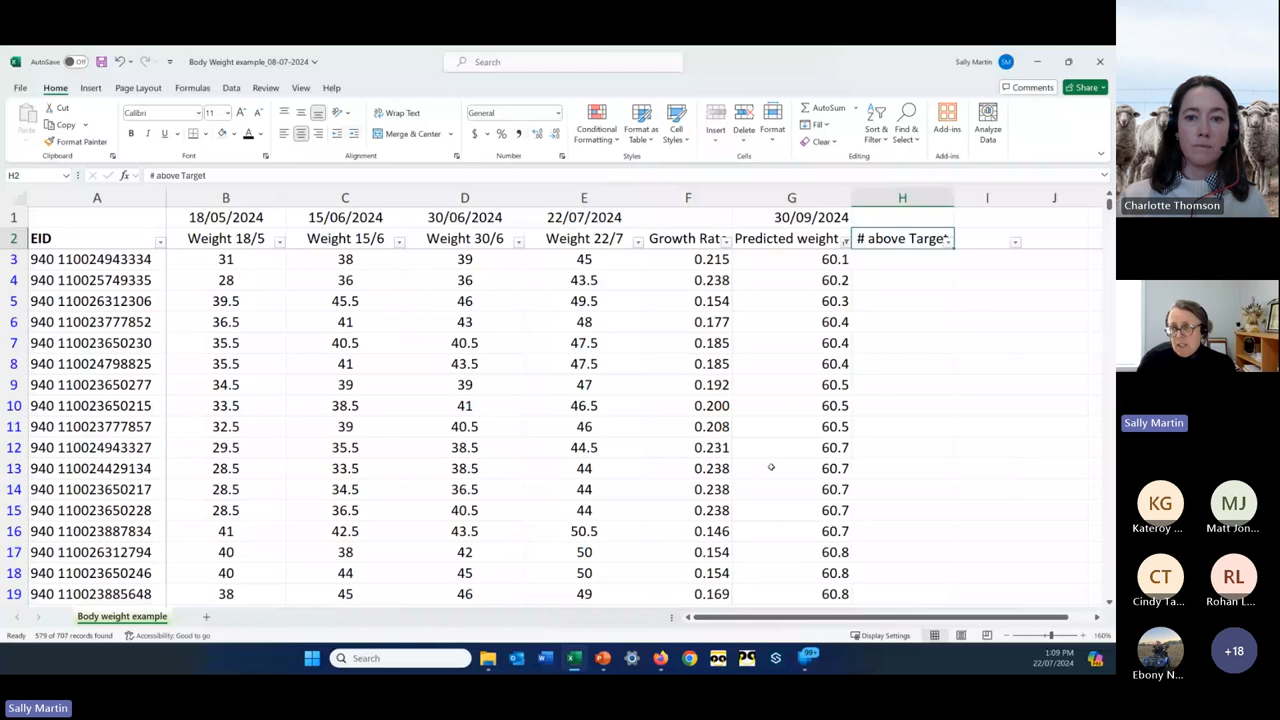 AutoSave Off
Body Weight example_08-07-2024
Search
Sally Martin
SM
File Home Insert Page Layout Formulas Data Review View Help
Comments
Share
Paste
Cut
Copy
Format Painter
Clipboard
Calibri 11
B I U
Font
Wrap Text
Merge & Center
Alignment
General
Number
Conditional Formatting
Format as Table
Cell Styles
Styles
Insert
Delete
Format
Cells
AutoSum
Fill
Clear
Sort & Filter
Find & Select
Editing
Add-ins
Add-ins
Analyze Data
H2 fx # above Target
A B C D E F G H I J
1 18/05/2024 15/06/2024 30/06/2024 22/07/2024 30/09/2024
2 EID Weight 18/5 Weight 15/6 Weight 30/6 Weight 22/7 Growth Rat Predicted weight # above Targe
3 940 110024943334 31 38 39 45 0.215 60.1
4 940 110025749335 28 36 36 43.5 0.238 60.2
5 940 110026312306 39.5 45.5 46 49.5 0.154 60.3
6 940 110023777852 36.5 41 43 48 0.177 60.4
7 940 110023650230 35.5 40.5 40.5 47.5 0.185 60.4
8 940 110024798825 35.5 41 43.5 47.5 0.185 60.4
9 940 110023650277 34.5 39 39 47 0.192 60.5
10 940 110023650215 33.5 38.5 41 46.5 0.200 60.5
11 940 110023777857 32.5 39 40.5 46 0.208 60.5
12 940 110024943327 29.5 35.5 38.5 44.5 0.231 60.7
13 940 110024429134 28.5 33.5 38.5 44 0.238 60.7
14 940 110023650217 28.5 34.5 36.5 44 0.238 60.7
15 940 110023650228 28.5 36.5 40.5 44 0.238 60.7
16 940 110023887834 41 42.5 43.5 50.5 0.146 60.7
17 940 110026312794 40 38 42 50 0.154 60.8
18 940 110023650246 40 44 45 50 0.154 60.8
19 940 110023885648 38 45 46 49 0.169 60.8
Body weight example
Ready 579 of 707 records found Accessibility: Good to go
Display Settings
160%
Search
99+
1:09 PM
22/07/2024
Sally Martin
Charlotte Thomson
Sally Martin
KG
Kateroy ...
MJ
Matt Jon...
CT
Cindy Ta...
RL
Rohan L...
Ebony N...
+18